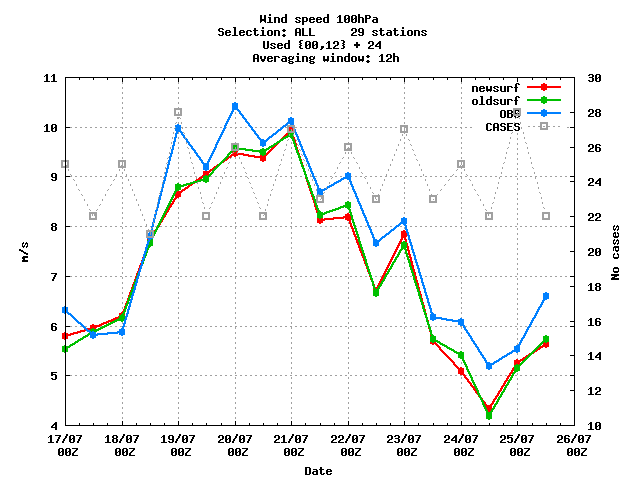 Wind speed 100hPa
Selection: ALL 29 stations
Used {00,12} + 24
Averaging window: 12h
11 30
newsurf
oldsurf
OBS
CASES
10 28
9 26
8 24
7 22
6 20
5 18
4 16
14
12
10
m/s
No cases
17/07 18/07 19/07 20/07 21/07 22/07 23/07 24/07 25/07 26/07
00Z 00Z 00Z 00Z 00Z 00Z 00Z 00Z 00Z 00Z
Date